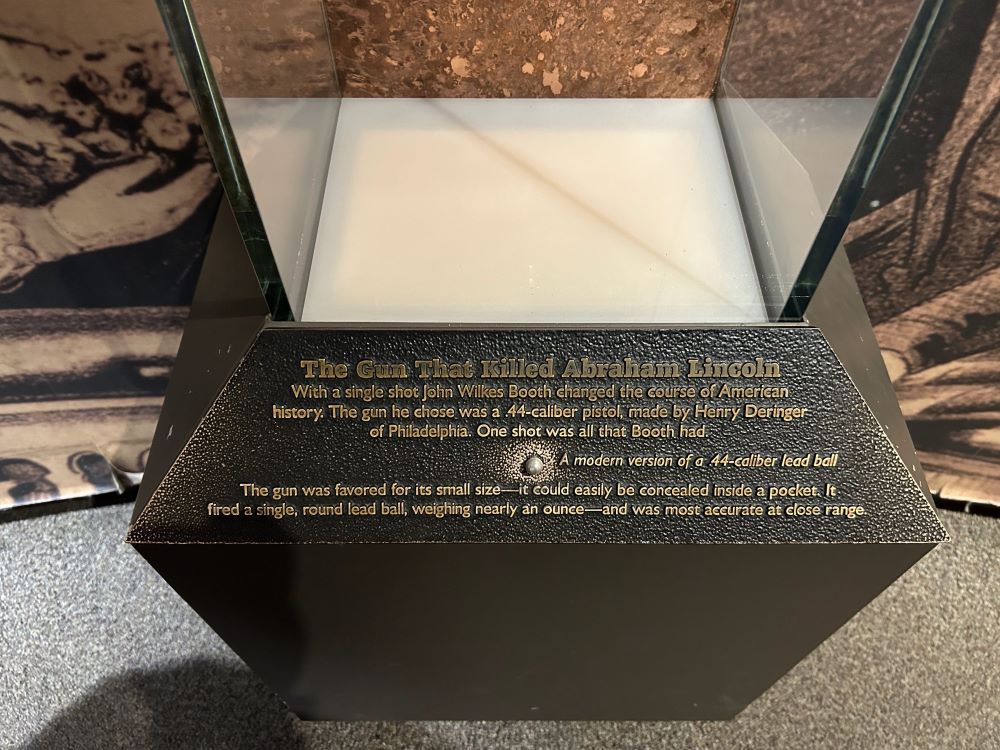 The Gun That Killed Abraham Lincoln
With a single shot John Wilkes Booth changed the course of American
history. The gun he chose was a .44-caliber pistol, made by Henry Deringer
of Philadelphia. One shot was all that Booth had.
A modern version of a .44-caliber lead ball
The gun was favored for its small size—it could easily be concealed inside a pocket. It
fired a single, round lead ball, weighing nearly an ounce—and was most accurate at close range.